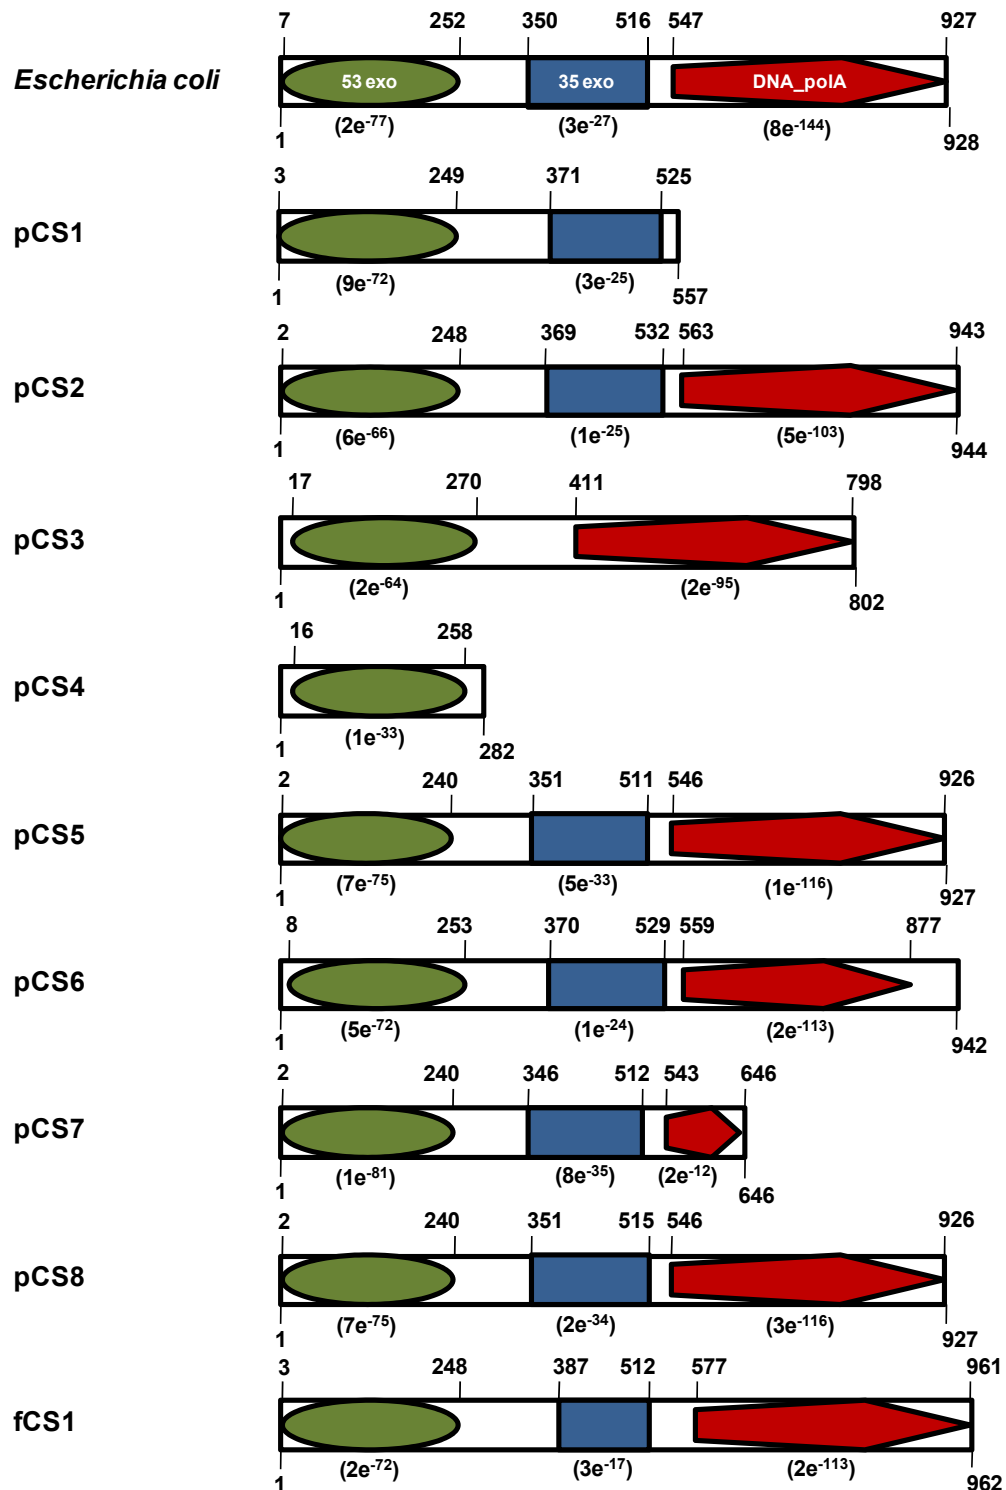 7 252 350 516 547 927
Escherichia coli 53 exo 35 exo DNA_polA
(2e-77) (3e-27) (8e-144)
1 928
3 249 371 525
pCS1
(9e-72) (3e-25)
1 557
2 248 369 532 563 943
pCS2
(6e-66) (1e-25) (5e-103)
1 944
17 270 411 798
pCS3
(2e-64) (2e-95)
1 802
16 258
pCS4
(1e-33)
1 282
2 240 351 511 546 926
pCS5
(7e-75) (5e-33) (1e-116)
1 927
8 253 370 529 559 877
pCS6
(5e-72) (1e-24) (2e-113)
1 942
2 240 346 512 543 646
pCS7
(1e-81) (8e-35) (2e-12)
1 646
2 240 351 515 546 926
pCS8
(7e-75) (2e-34) (3e-116)
1 927
3 248 387 512 577 961
fCS1
(2e-72) (3e-17) (2e-113)
1 962